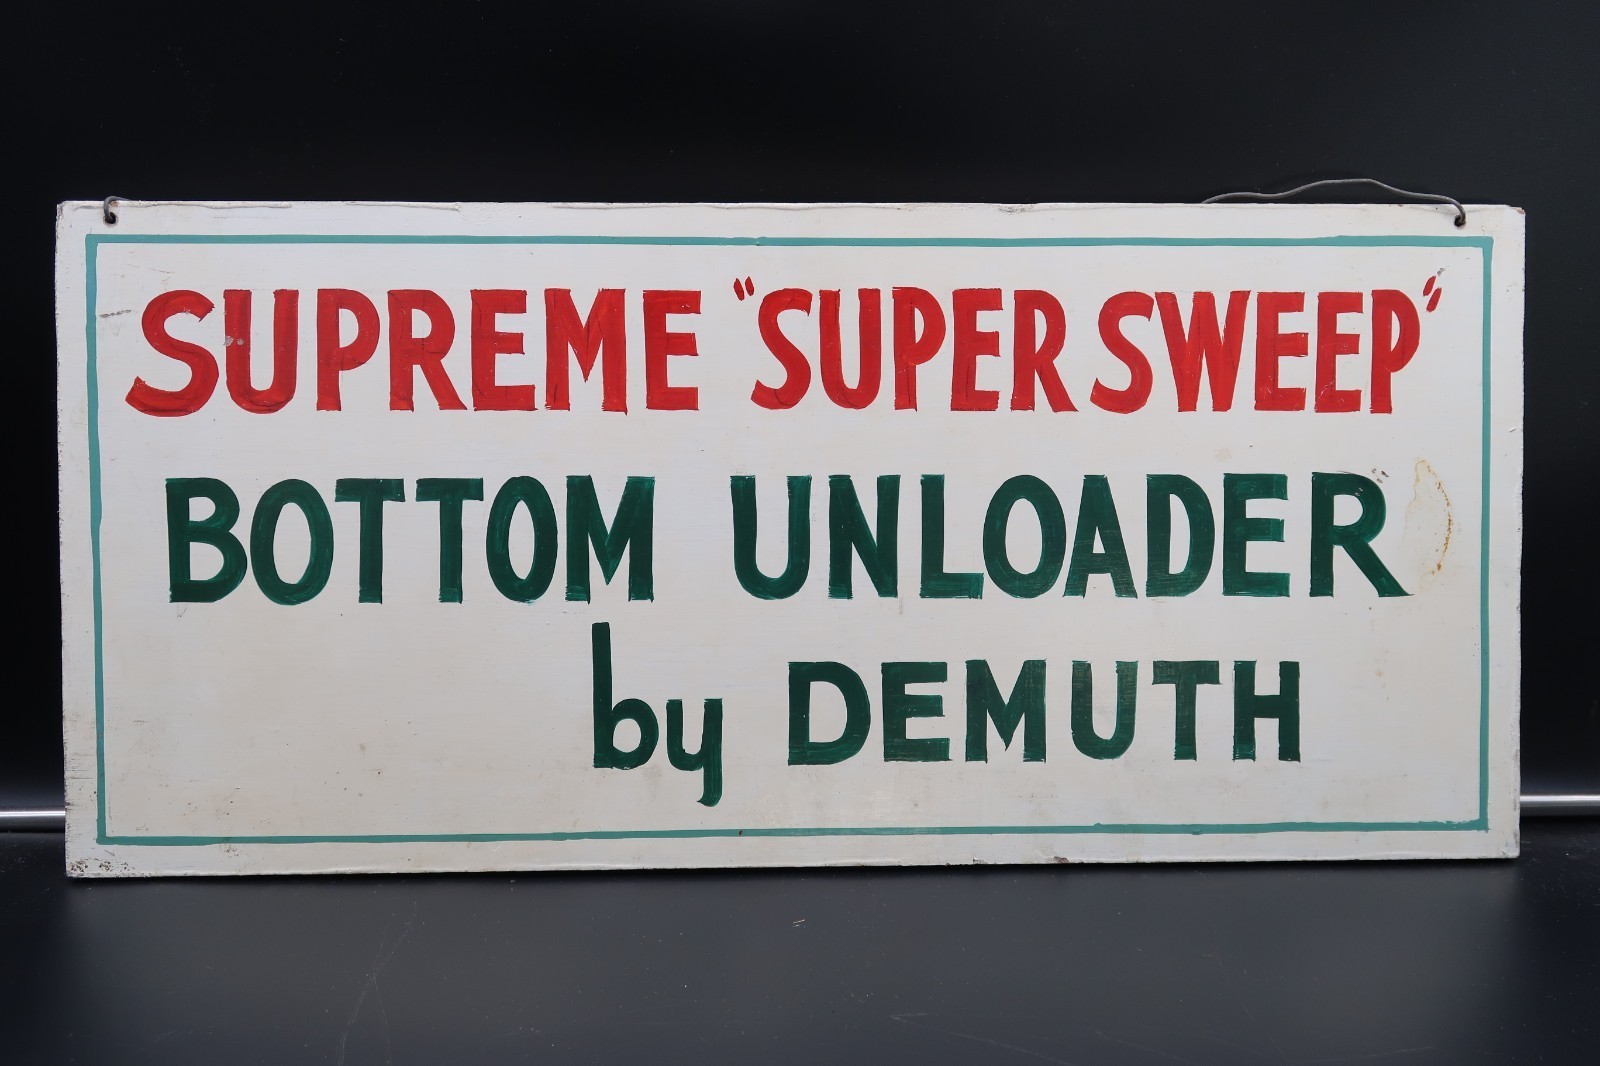 SUPREME "SUPER SWEEP"
BOTTOM UNLOADER
by DEMUTH